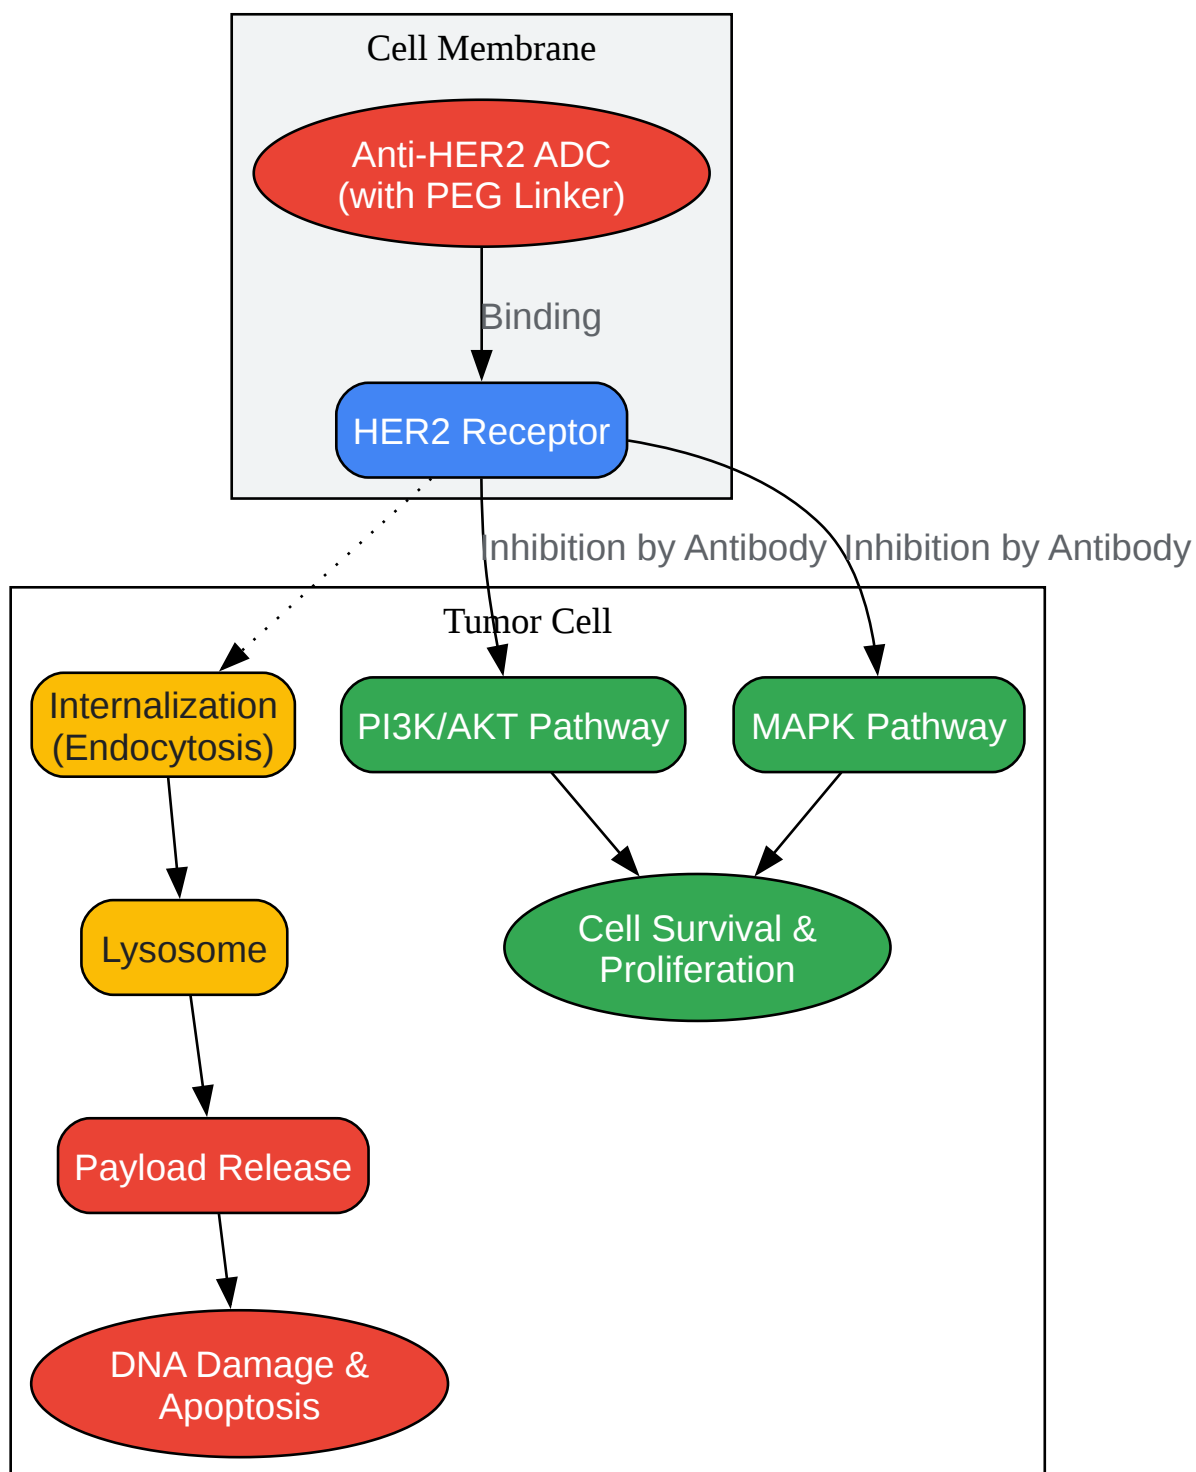 Cell Membrane
Anti-HER2 ADC
(with PEG Linker)
Binding
HER2 Receptor
Inhibition by Antibody
Inhibition by Antibody
Tumor Cell
Internalization
(Endocytosis)
PI3K/AKT Pathway
MAPK Pathway
Lysosome
Cell Survival &
Proliferation
Payload Release
DNA Damage &
Apoptosis